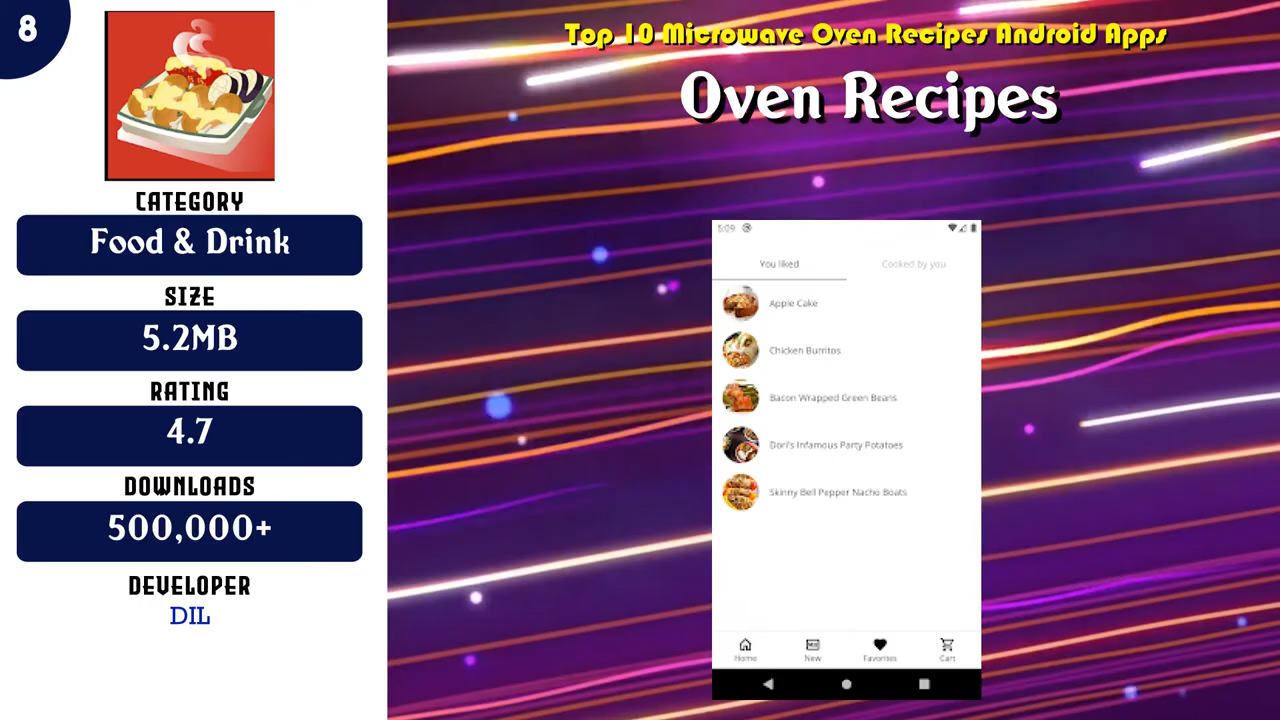 8
CATEGORY
Food & Drink
SIZE
5.2MB
RATING
4.7
DOWNLOADS
500,000+
DEVELOPER
DIL
Top 10 Microwave Oven Recipes Android Apps
Oven Recipes
5:09
You liked
Cooked by you
Apple Cake
Chicken Burritos
Bacon Wrapped Green Beans
Dori's Infamous Party Potatoes
Skinny Bell Pepper Nacho Boats
Home
New
Favorites
Cart